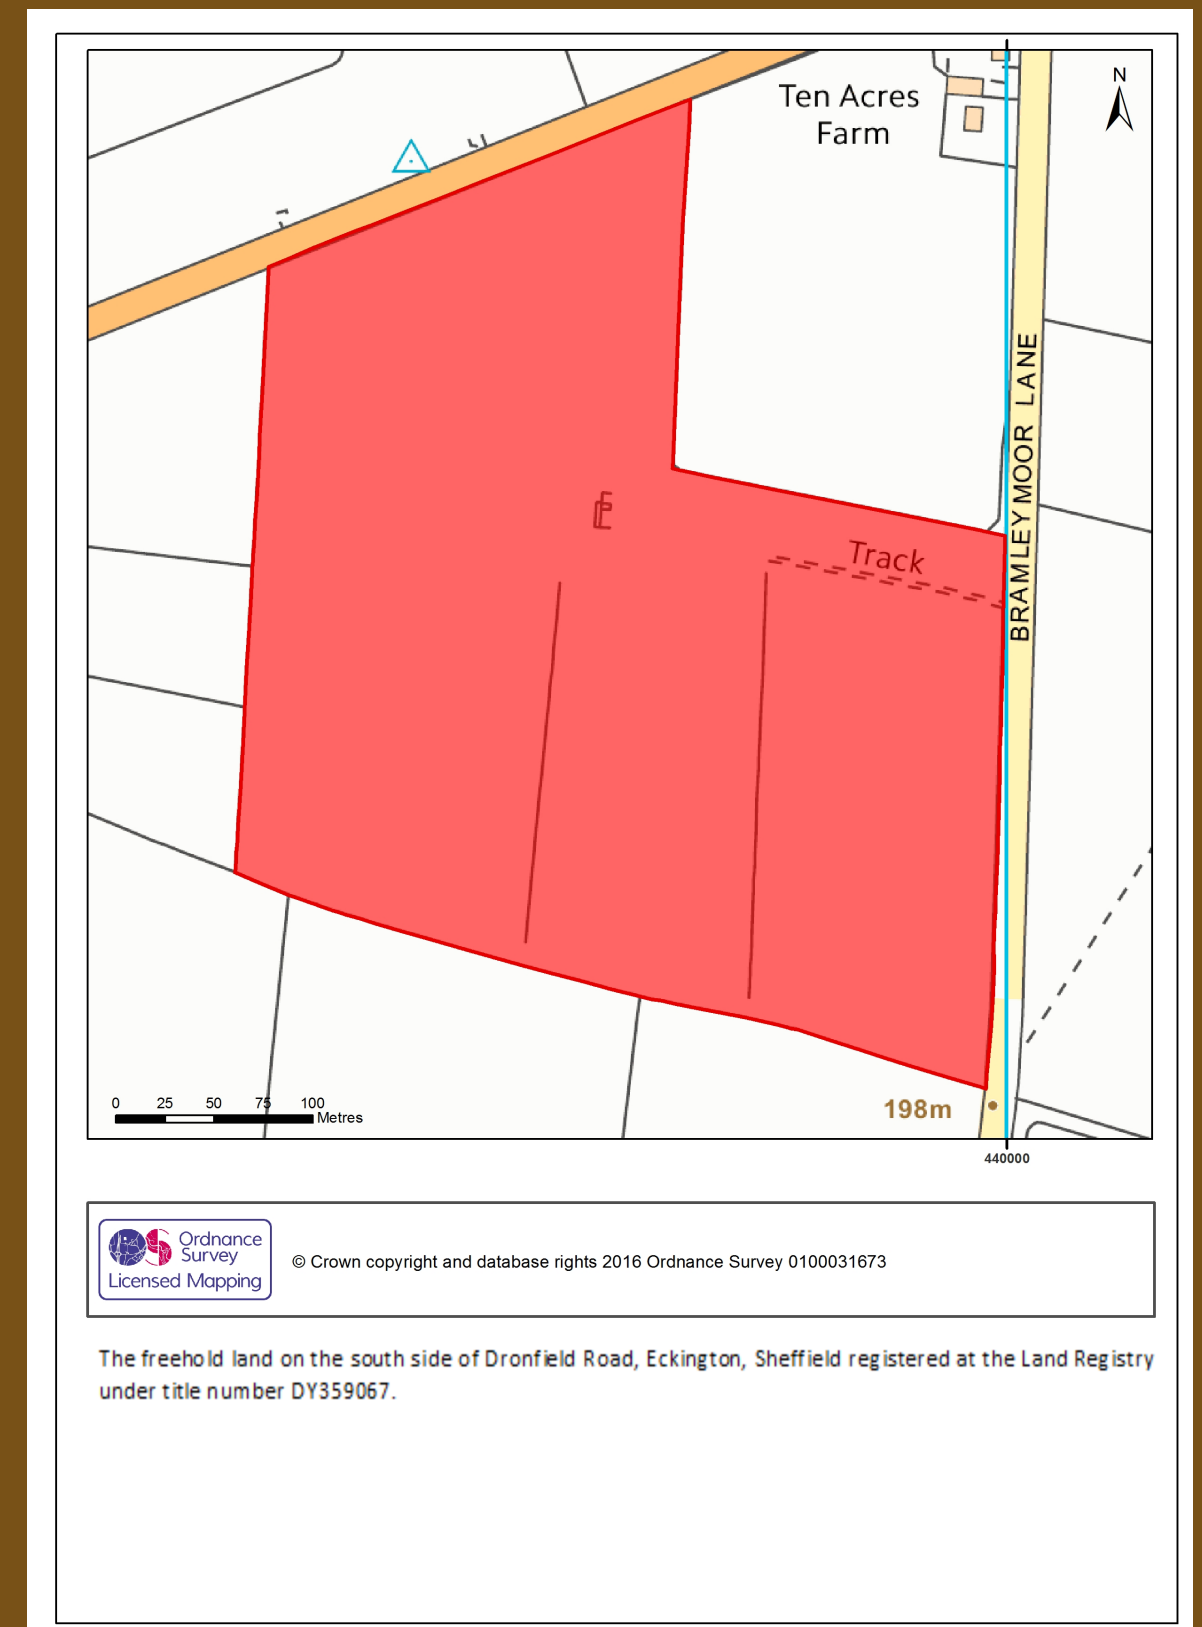 Ten Acres
Farm
N
BRAMLEYMOOR LANE
Track
0 25 50 75 100
Metres
198m
440000
Ordnance
Survey
Licensed Mapping
© Crown copyright and database rights 2016 Ordnance Survey 0100031673
The freehold land on the south side of Dronfield Road, Eckington, Sheffield registered at the Land Registry
under title number DY359067.